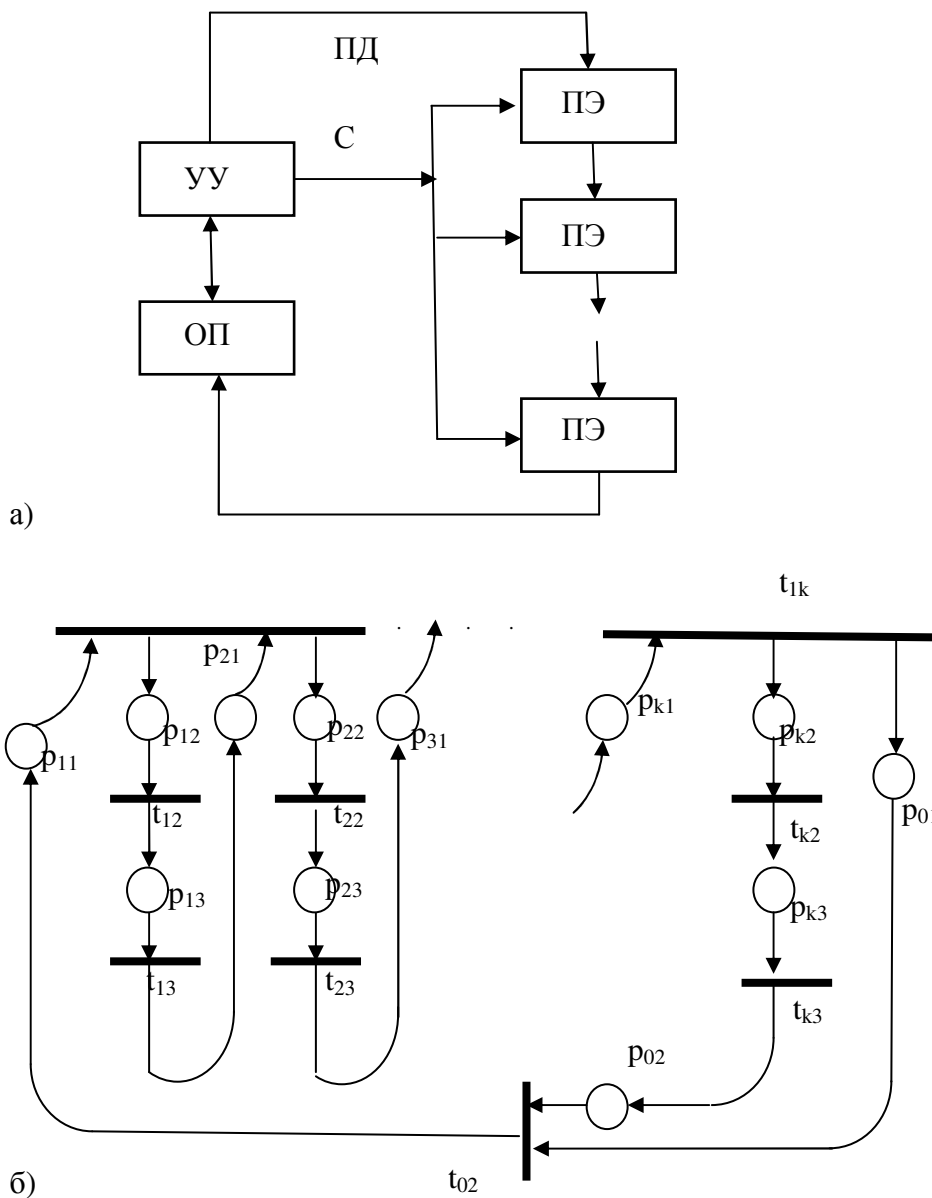 ПД
ПЭ
С
УУ
ПЭ
ОП
ПЭ
а)
t1k
. . .
p21
p11
p12
p22
p31
pk1
pk2
p01
t12
t22
tk2
p13
p23
pk3
t13
t23
tk3
p02
t02
б)